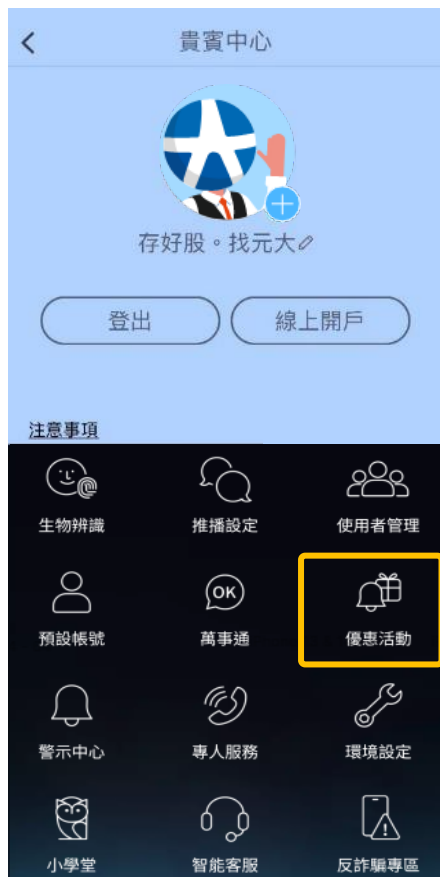 貴賓中心
存好股。找元大
登出 線上開戶
注意事項
生物辨識 推播設定 使用者管理
OK
預設帳號 萬事通 優惠活動
警示中心 專人服務 環境設定
小學堂 智能客服 反詐騙專區